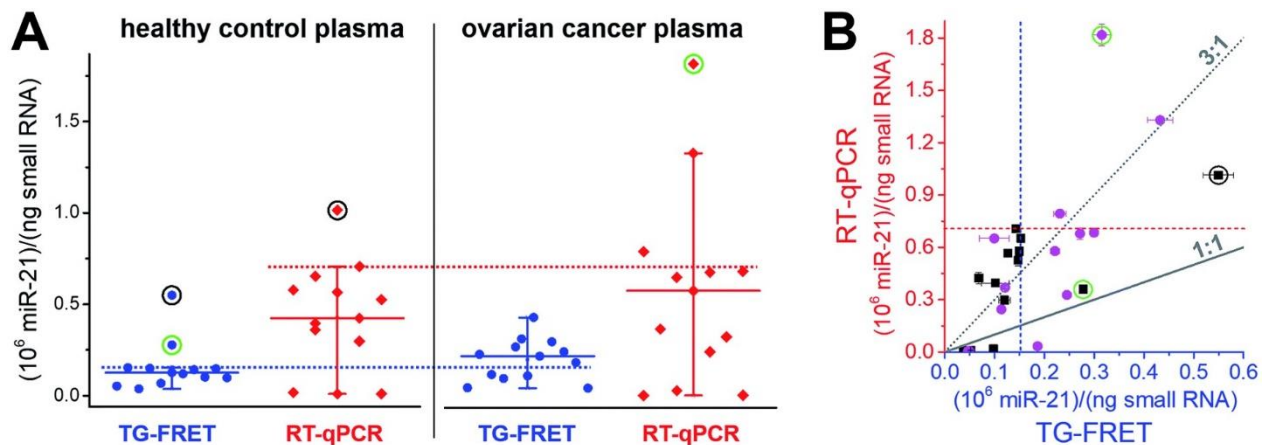 A
healthy control plasma
ovarian cancer plasma
(10⁶ miR-21)/(ng small RNA)
1.5
1.0
0.5
0.0
TG-FRET
RT-qPCR
TG-FRET
RT-qPCR
B
RT-qPCR
(10⁶ miR-21)/(ng small RNA)
1.8
1.5
1.2
0.9
0.6
0.3
0.0
3:1
1:1
0.0 0.1 0.2 0.3 0.4 0.5 0.6
(10⁶ miR-21)/(ng small RNA)
TG-FRET